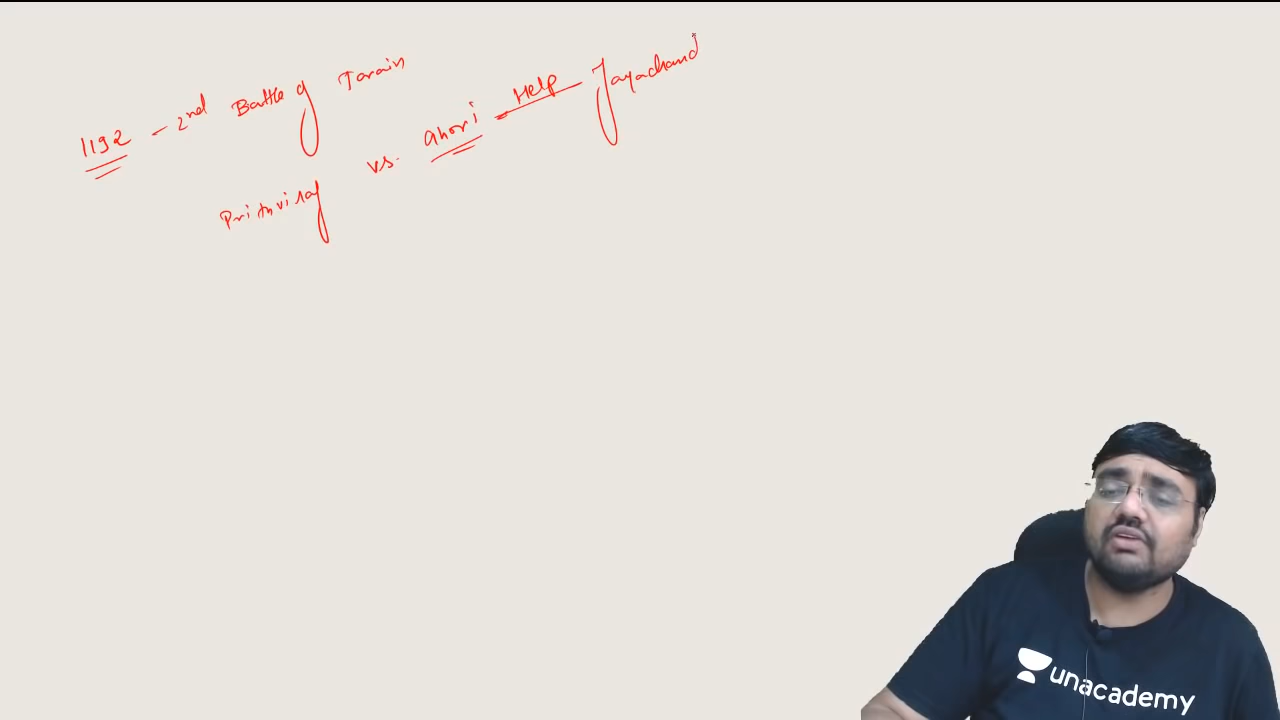 1192 - 2nd Battle of Tarain
Prithviraj vs. Ghori - Help Jayachand
unacademy